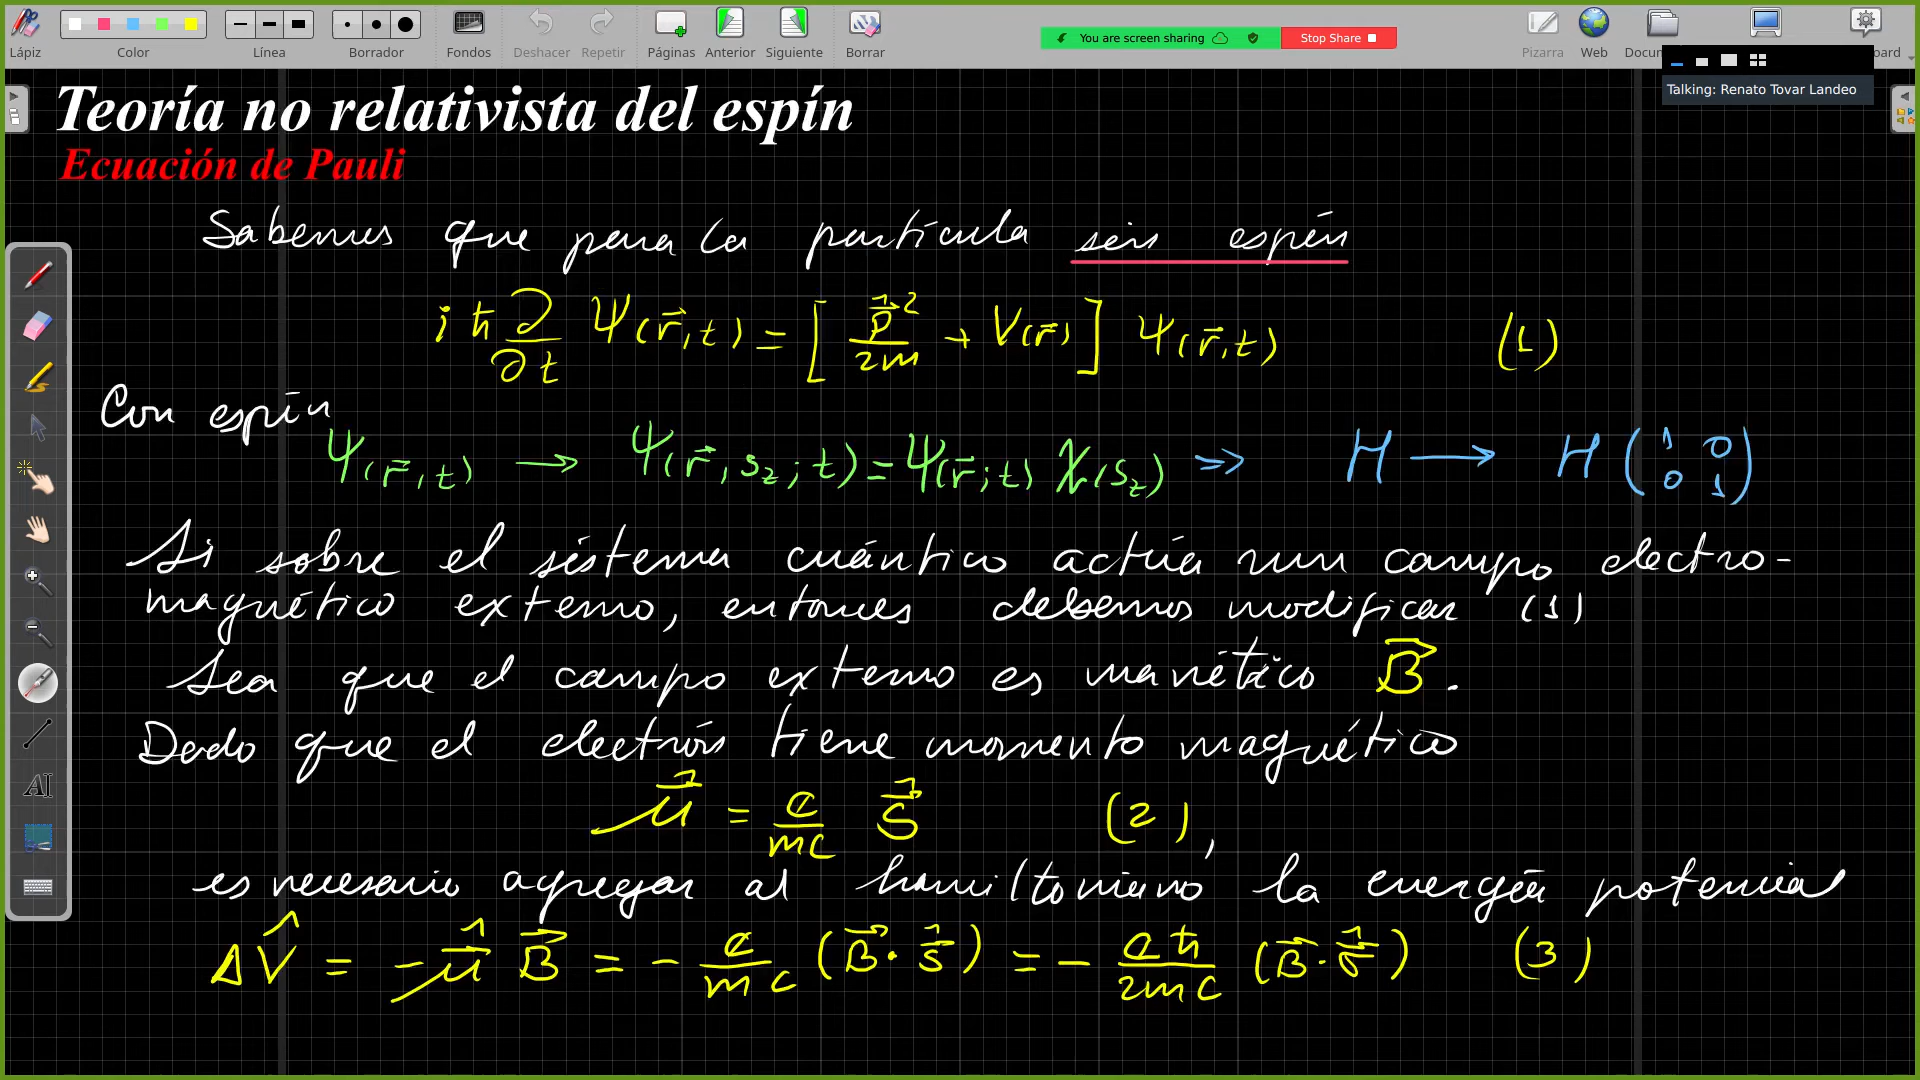 Lápiz Color Línea Borrador Fondos Deshacer Repetir Páginas Anterior Siguiente Borrar Pizarra Web
You are screen sharing Stop Share
Talking: Renato Tovar Landeo
Teoría no relativista del espín
Ecuación de Pauli
Sabemos que para la partícula sin espín
iħ ∂/∂t Ψ(r⃗,t) = [ p̂⃗²/2m + V(r⃗) ] Ψ(r⃗,t) (1)
Con espín
Ψ(r⃗,t) → Ψ(r⃗,s_z;t) = Ψ(r⃗;t) χ(s_z) ⇒ H → H (1 0 / 0 1)
Si sobre el sistema cuántico actúa un campo electro-
magnético externo, entonces debemos modificar (1)
Sea que el campo externo es manético B⃗.
Dado que el electrón tiene momento magnético
μ̂⃗ = e/mc Ŝ⃗ (2),
es necesario agregar al hamiltoniano la energía potencial
ΔV̂ = -μ̂⃗ B⃗ = - e/mc (B⃗·ŝ⃗) = - eħ/2mc (B⃗·σ̂⃗) (3)